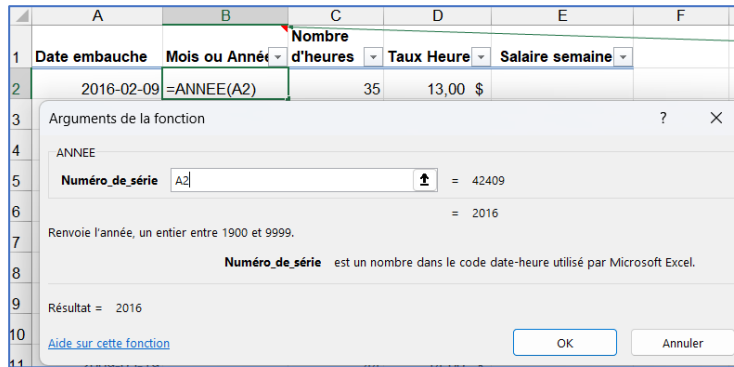 A B C D E F
1 Date embauche Mois ou Année Nombre d'heures Taux Heure Salaire semaine
2 2016-02-09 =ANNEE(A2) 35 13,00 $
3 Arguments de la fonction ? ×
4 ANNEE
5 Numéro_de_série A2 = 42409
6 = 2016
7 Renvoie l'année, un entier entre 1900 et 9999.
8 Numéro_de_série est un nombre dans le code date-heure utilisé par Microsoft Excel.
9 Résultat = 2016
10 Aide sur cette fonction OK Annuler
11